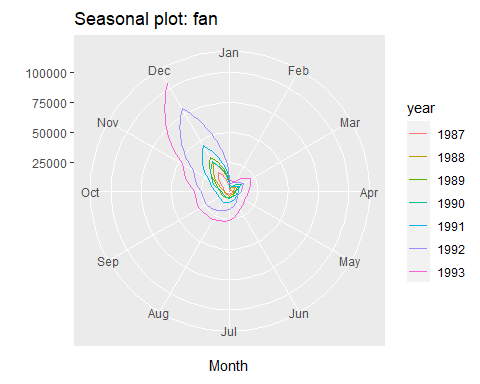 Seasonal plot: fan
100000
75000
50000
25000
Jan
Feb
Mar
Apr
May
Jun
Jul
Aug
Sep
Oct
Nov
Dec
Month
year
1987
1988
1989
1990
1991
1992
1993